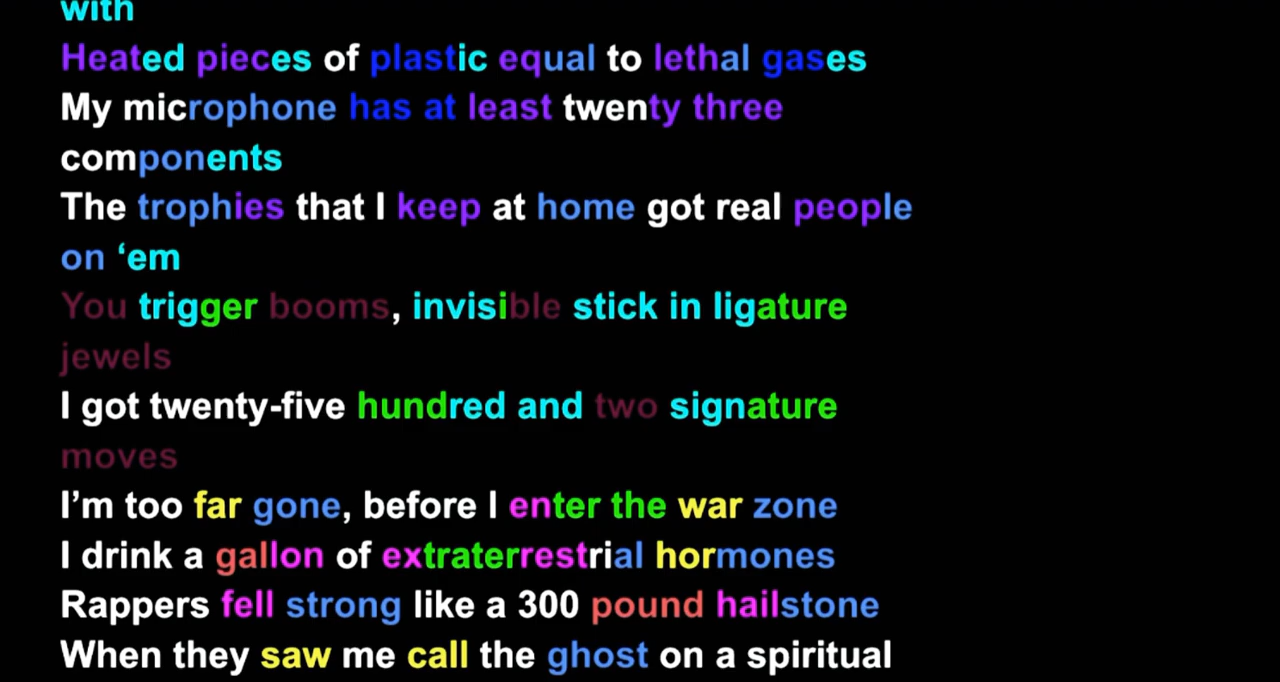 with
Heated pieces of plastic equal to lethal gases
My microphone has at least twenty three
components
The trophies that I keep at home got real people
on ‘em
You trigger booms, invisible stick in ligature
jewels
I got twenty-five hundred and two signature
moves
I’m too far gone, before I enter the war zone
I drink a gallon of extraterrestrial hormones
Rappers fell strong like a 300 pound hailstone
When they saw me call the ghost on a spiritual